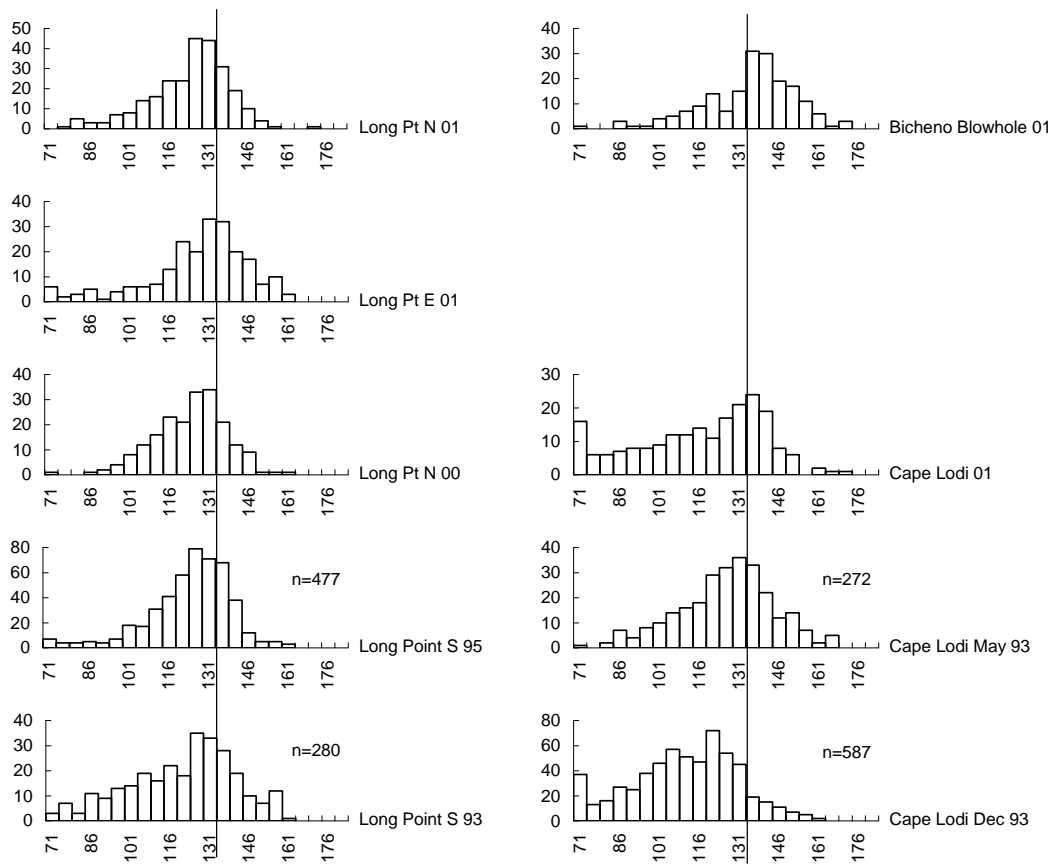 50
40
30
20
10
0
71 86 101 116 131 146 161 176
Long Pt N 01
40
30
20
10
0
71 86 101 116 131 146 161 176
Bicheno Blowhole 01
40
30
20
10
0
71 86 101 116 131 146 161 176
Long Pt E 01
40
30
20
10
0
71 86 101 116 131 146 161 176
Long Pt N 00
30
20
10
0
71 86 101 116 131 146 161 176
Cape Lodi 01
80
60
40
20
0
n=477
71 86 101 116 131 146 161 176
Long Point S 95
40
30
20
10
0
n=272
71 86 101 116 131 146 161 176
Cape Lodi May 93
40
30
20
10
0
n=280
71 86 101 116 131 146 161 176
Long Point S 93
80
60
40
20
0
n=587
71 86 101 116 131 146 161 176
Cape Lodi Dec 93